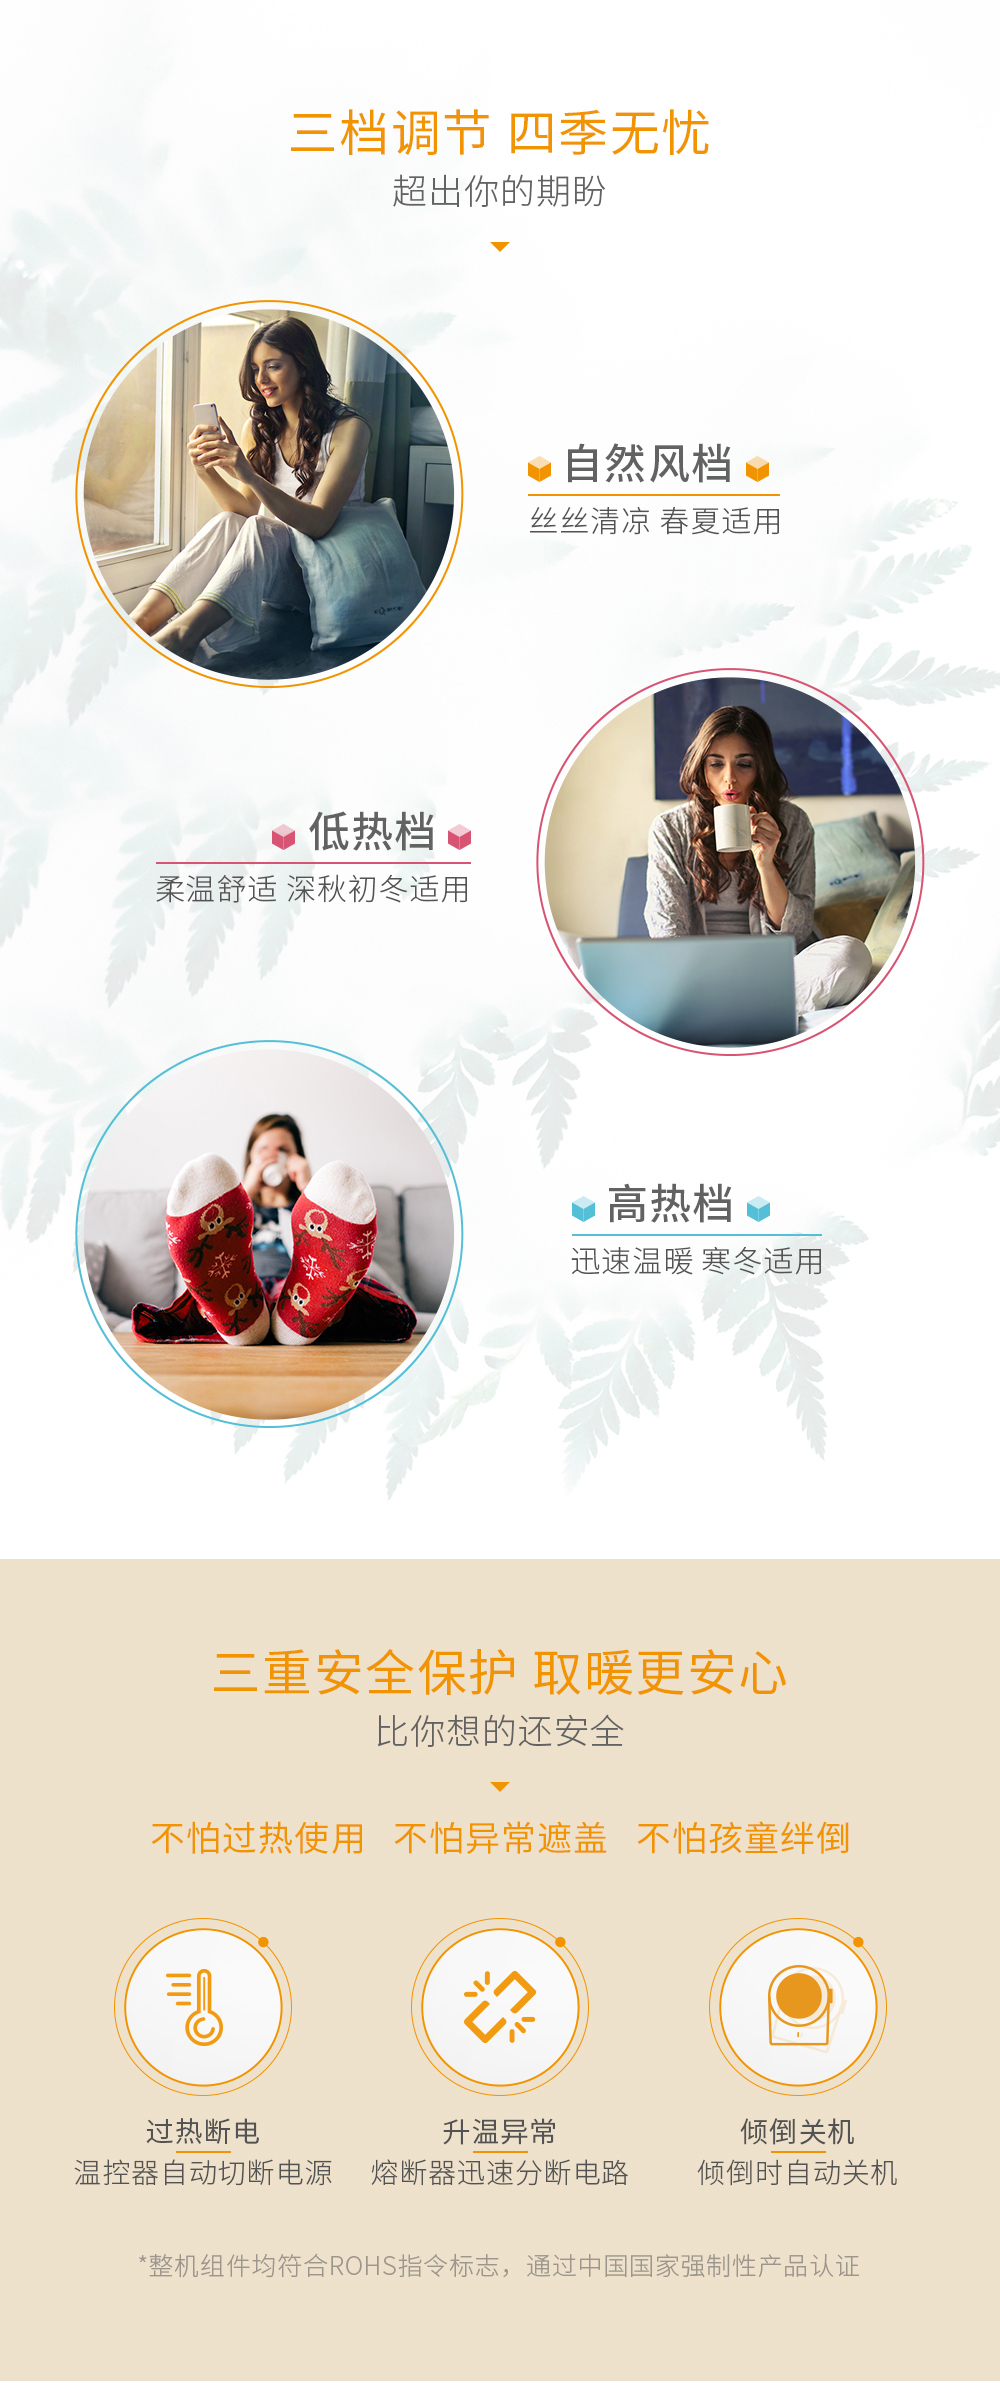 三档调节 四季无忧
超出你的期盼
自然风档
丝丝清凉 春夏适用
低热档
柔温舒适 深秋初冬适用
高热档
迅速温暖 寒冬适用
三重安全保护 取暖更安心
比你想的还安全
不怕过热使用 不怕异常遮盖 不怕孩童绊倒
过热断电 升温异常 倾倒关机
温控器自动切断电源 熔断器迅速分断电路 倾倒时自动关机
*整机组件均符合ROHS指令标志，通过中国国家强制性产品认证